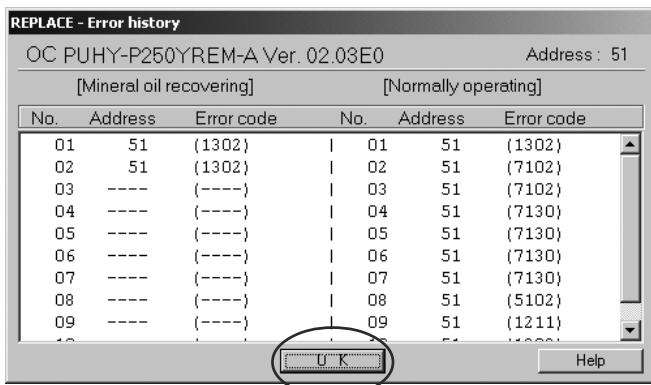 REPLACE - Error history
OC PUHY-P250YREM-A Ver. 02.03E0 Address : 51
[Mineral oil recovering] [Normally operating]
No. Address Error code No. Address Error code
01 51 (1302) | 01 51 (1302)
02 51 (1302) | 02 51 (7102)
03 ---- (----) | 03 51 (7102)
04 ---- (----) | 04 51 (7130)
05 ---- (----) | 05 51 (7130)
06 ---- (----) | 06 51 (7130)
07 ---- (----) | 07 51 (7130)
08 ---- (----) | 08 51 (5102)
09 ---- (----) | 09 51 (1211)
U K Help